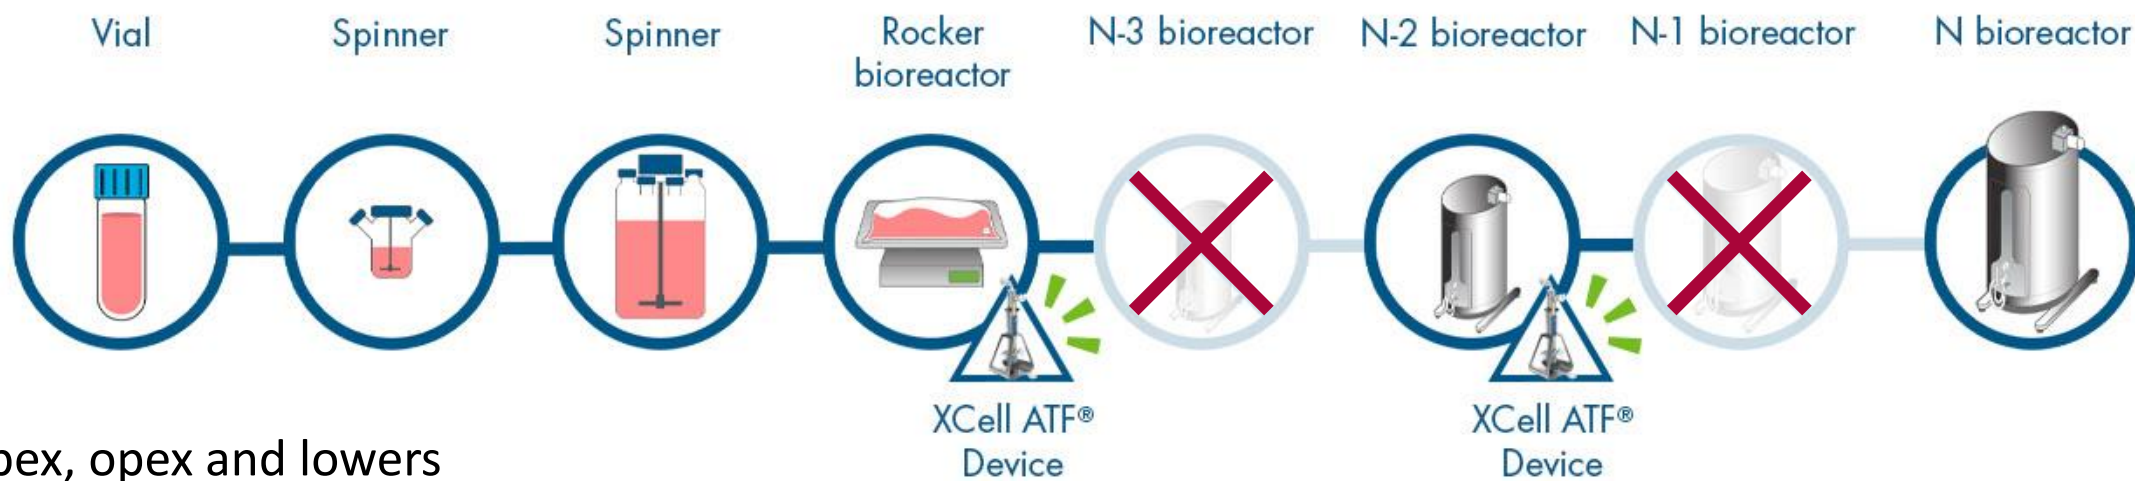 Vial
Spinner
Spinner
Rocker
bioreactor
N-3 bioreactor
N-2 bioreactor
N-1 bioreactor
N bioreactor
XCell ATF®
Device
XCell ATF®
Device
opex and lowers